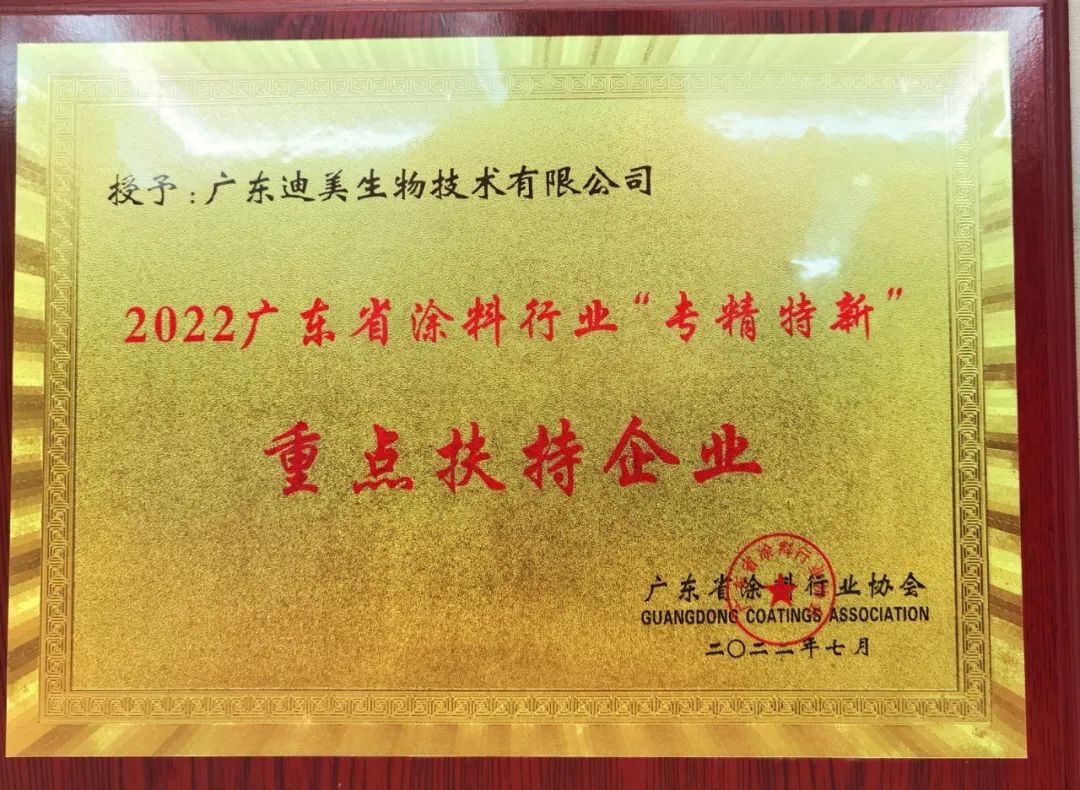 授予：广东迪美生物技术有限公司
2022广东省涂料行业“专精特新”
重点扶持企业
广东省涂料行业协会
GUANGDONG COATINGS ASSOCIATION
二〇二二年七月